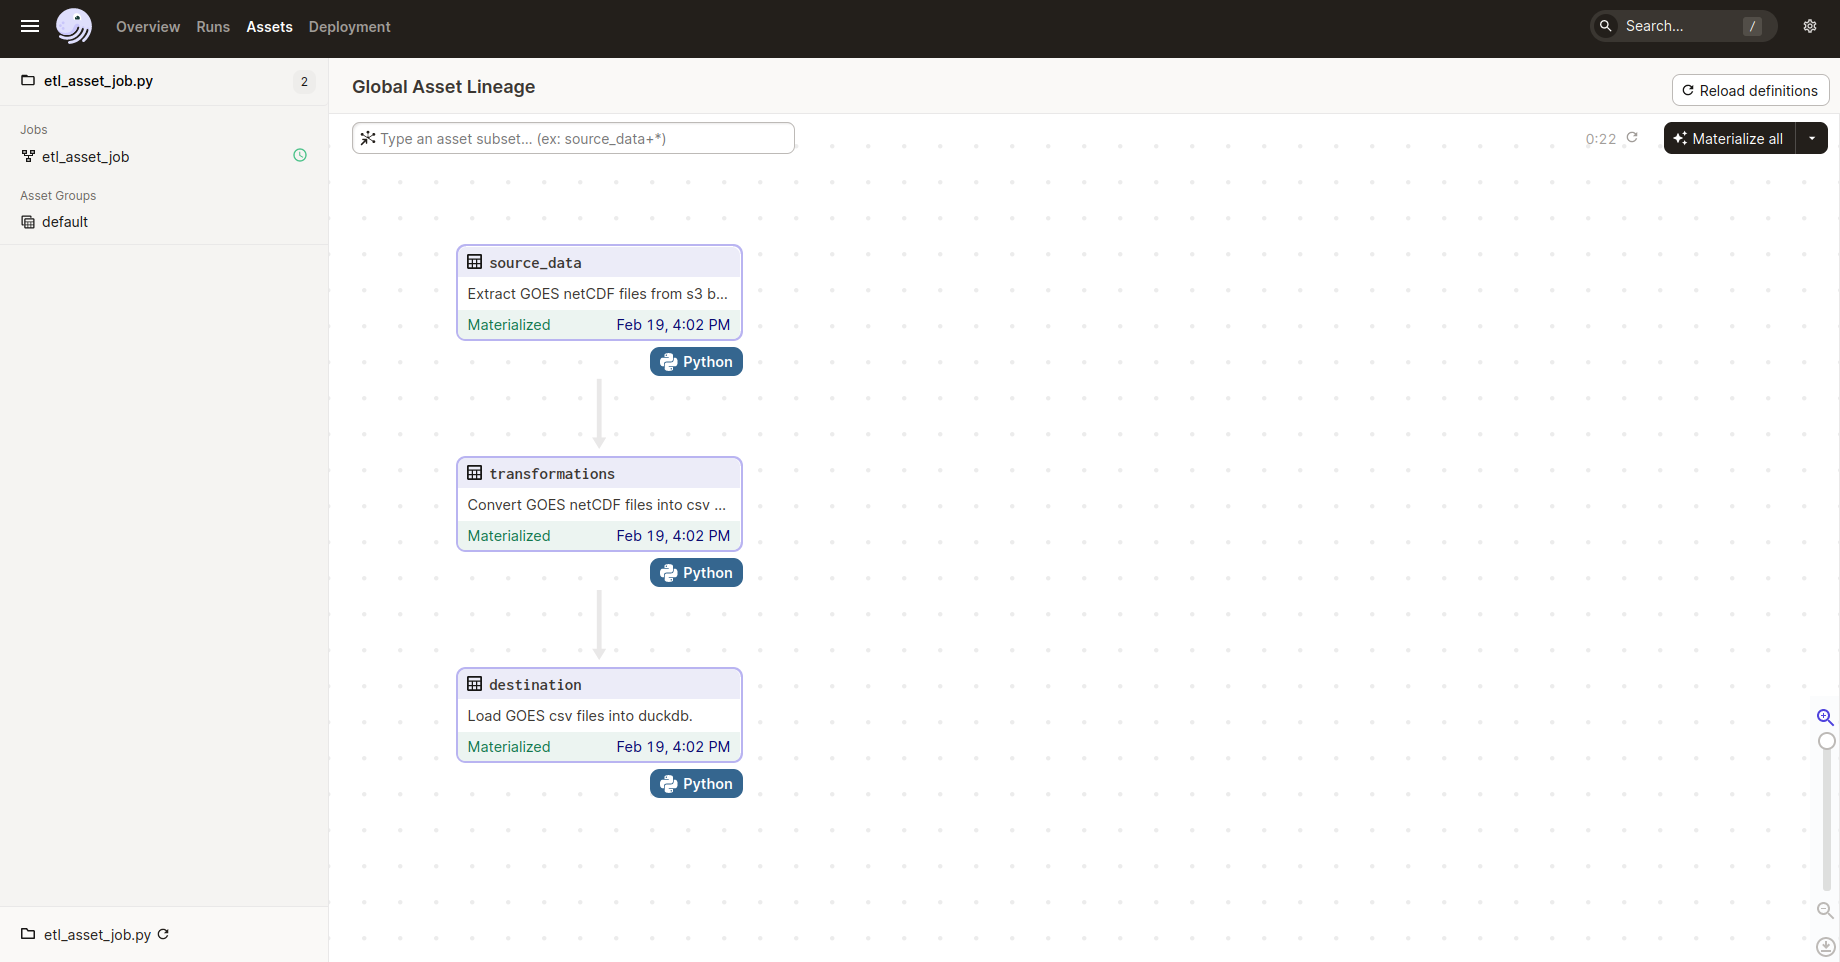 Overview Runs Assets Deployment
Search... /
etl_asset_job.py 2
Jobs
etl_asset_job
Asset Groups
default
etl_asset_job.py
Global Asset Lineage
Reload definitions
Type an asset subset... (ex: source_data+*)
0:22
Materialize all
source_data
Extract GOES netCDF files from s3 b...
Materialized Feb 19, 4:02 PM
Python
transformations
Convert GOES netCDF files into csv ...
Materialized Feb 19, 4:02 PM
Python
destination
Load GOES csv files into duckdb.
Materialized Feb 19, 4:02 PM
Python